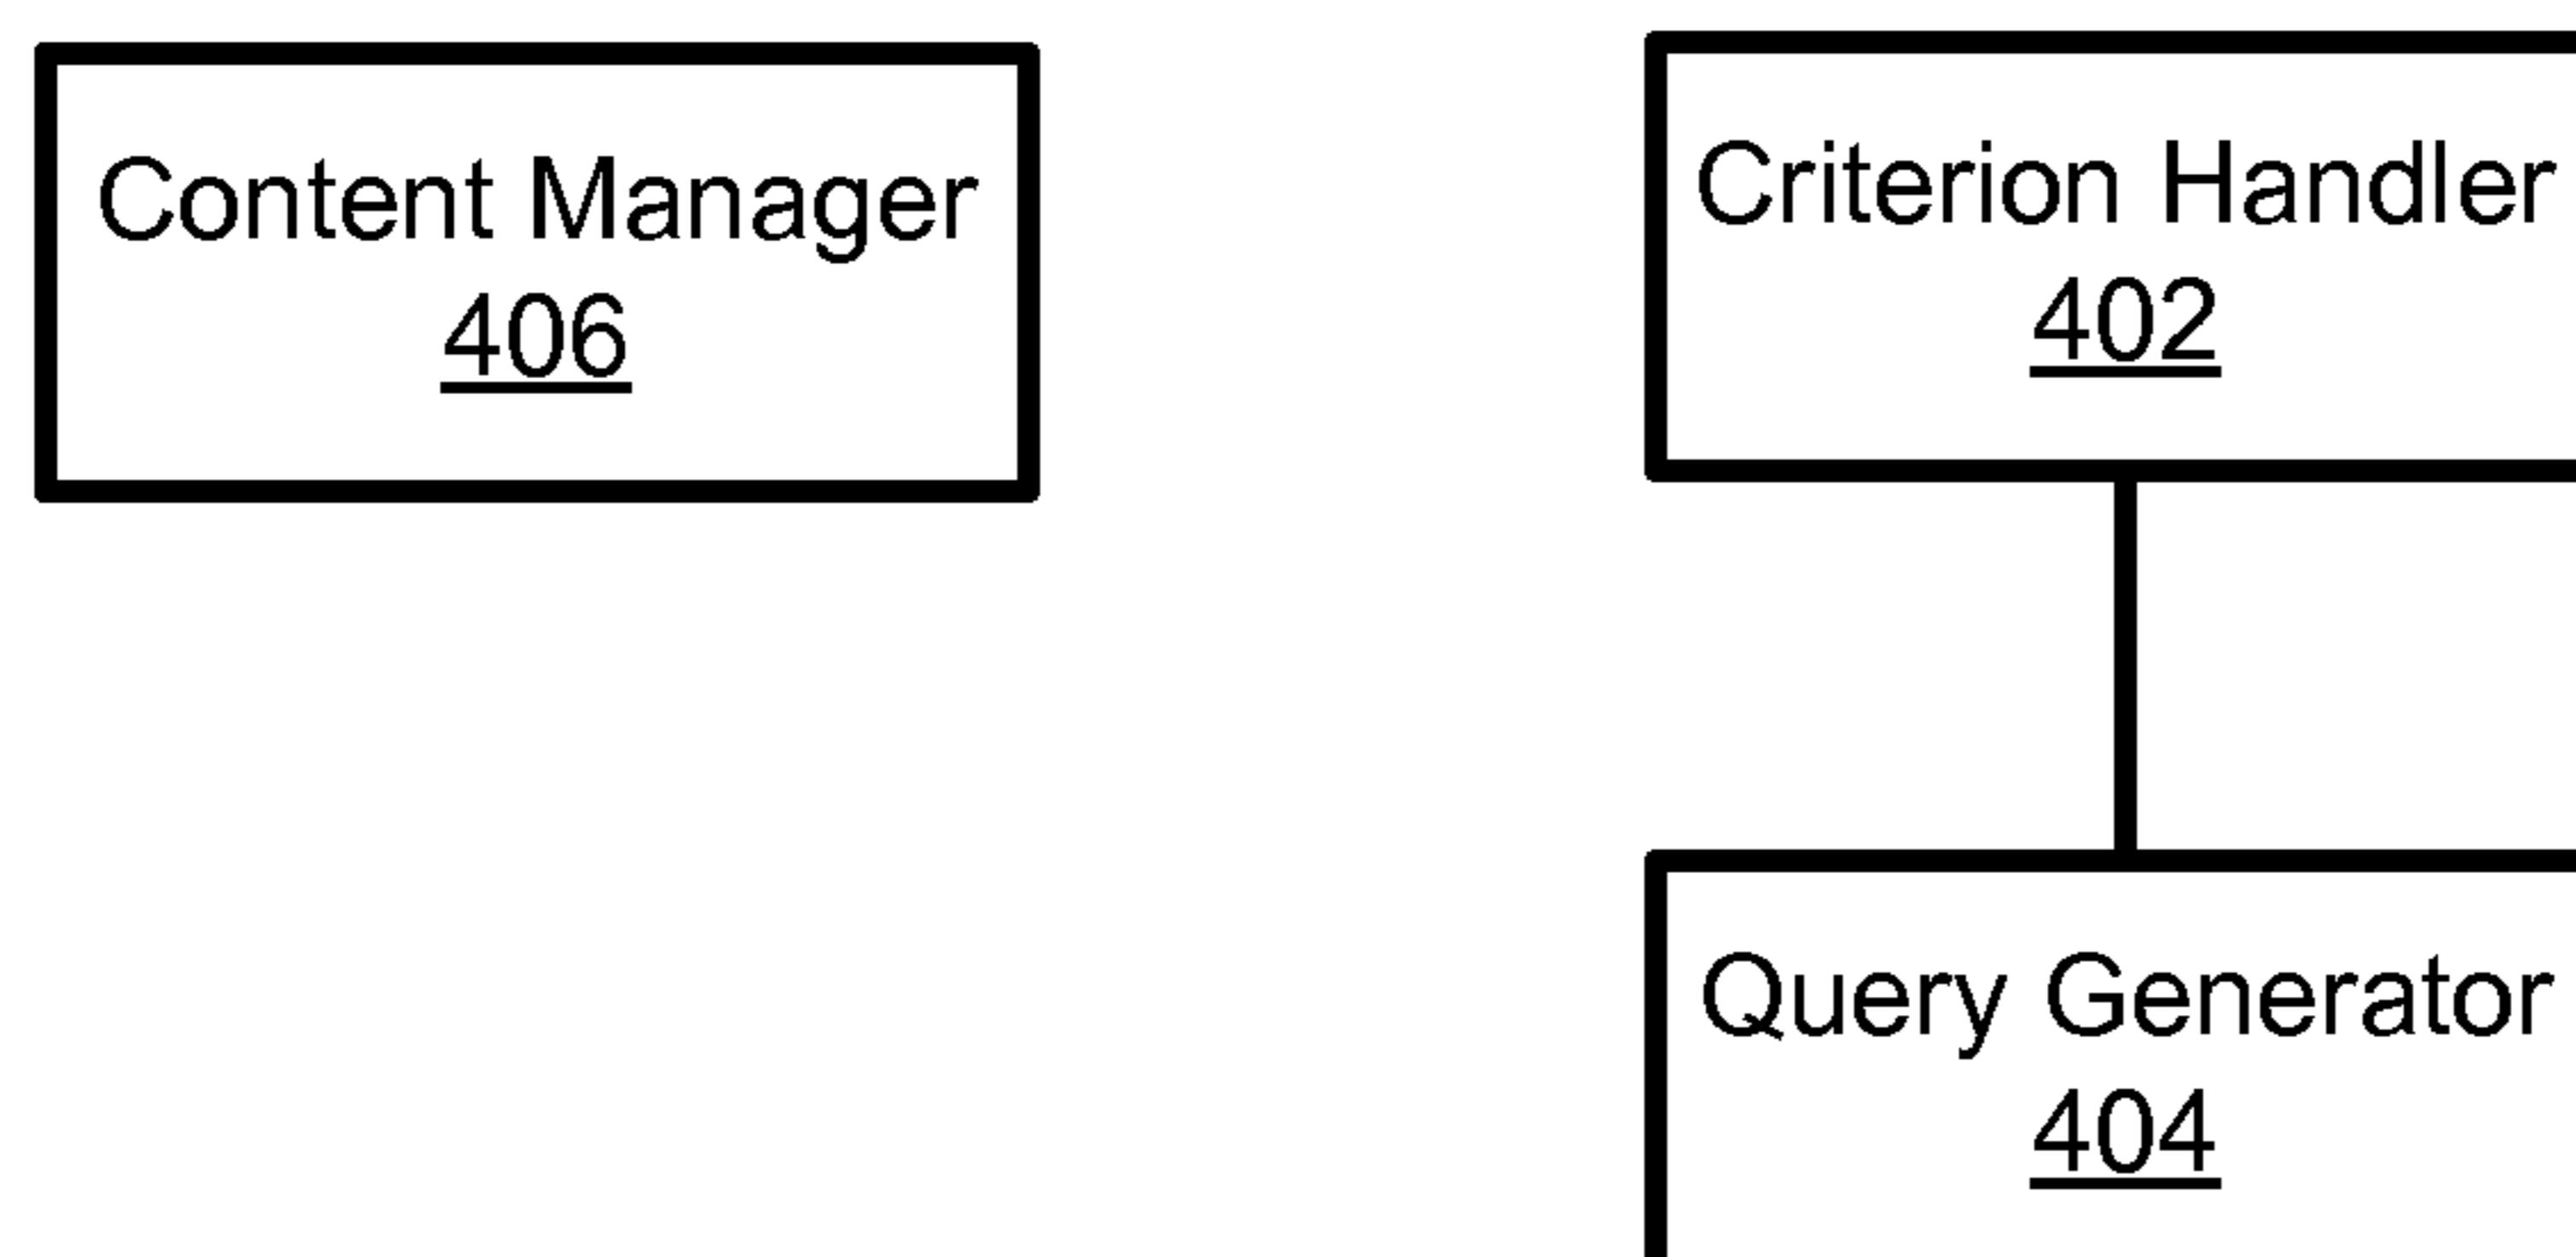 Content Manager
406
Criterion Handler
402
Query Generator
404